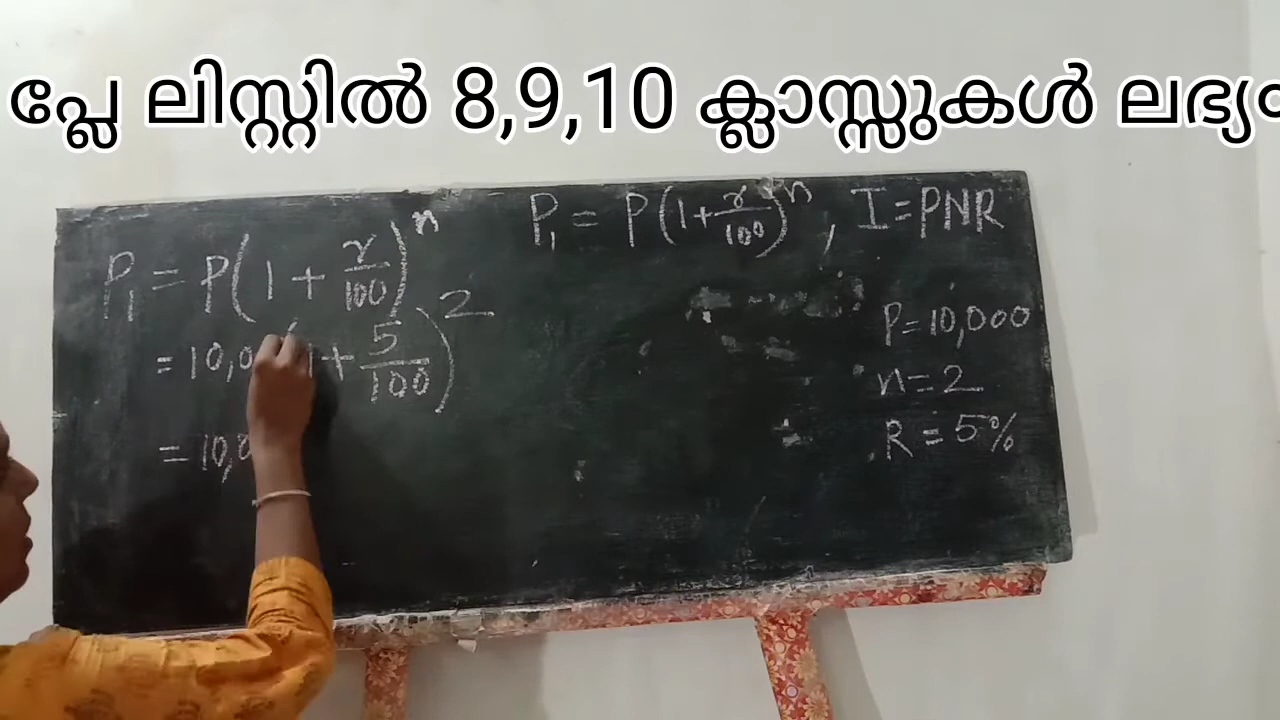 പ്ലേ ലിസ്റ്റിൽ 8,9,10 ക്ലാസ്സുകൾ ലഭ്യം
P₁ = P(1 + r/100)ⁿ , I = PNR
P₁ = P(1 + r/100)ⁿ
= 10,0 1 + 5/100)²
= 10,0
P = 10,000
n = 2
R = 5%